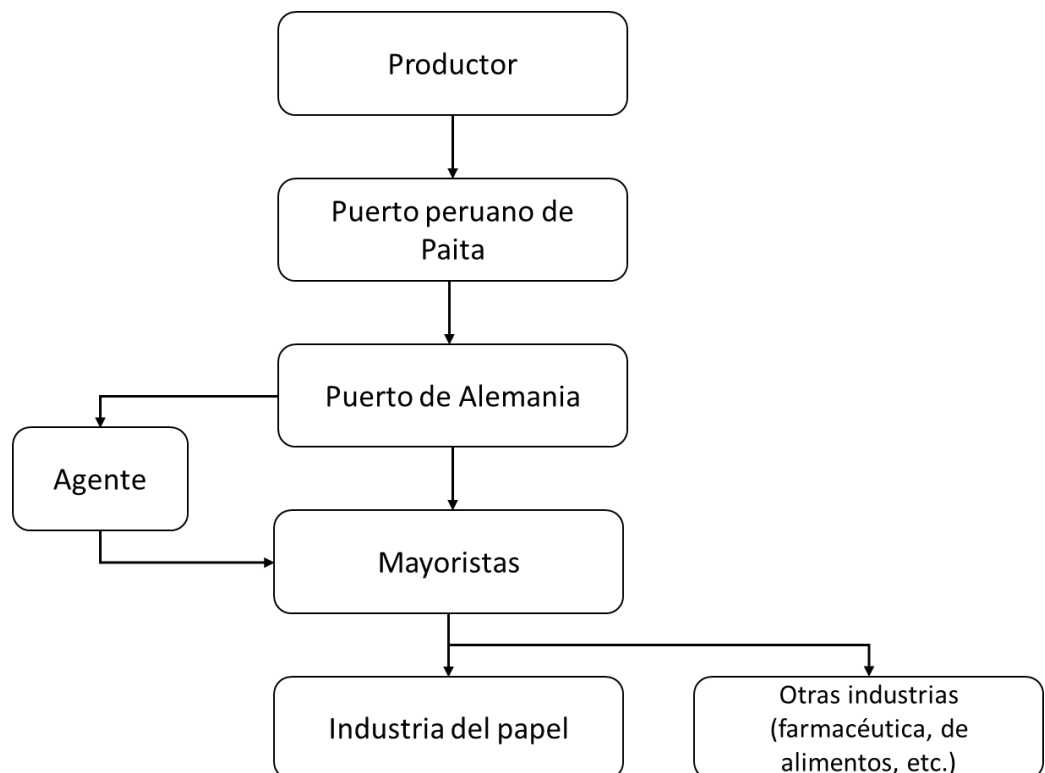 Productor
Puerto peruano de
Paita
Puerto de Alemania
Agente
Mayoristas
Industria del papel
Otras industrias
(farmacéutica, de
alimentos, etc.)